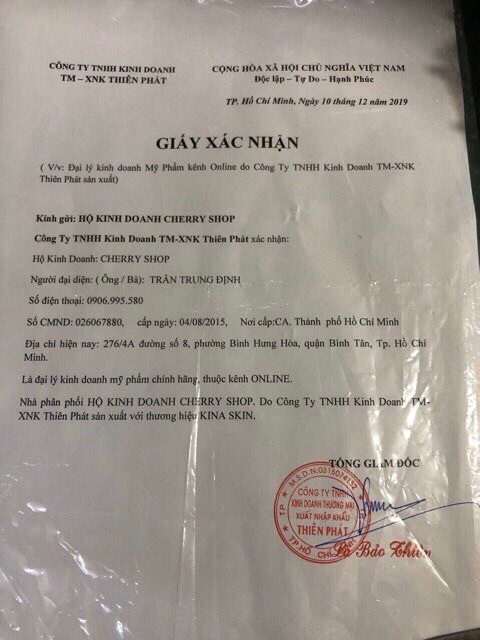 CÔNG TY TNHH KINH DOANH
TM – XNK THIÊN PHÁT
CỘNG HÒA XÃ HỘI CHỦ NGHĨA VIỆT NAM
Độc lập – Tự Do – Hạnh Phúc
TP. Hồ Chí Minh, Ngày 10 tháng 12 năm 2019
GIẤY XÁC NHẬN
( V/v: Đại lý kinh doanh Mỹ Phẩm kênh Online do Công Ty TNHH Kinh Doanh TM-XNK
Thiên Phát sản xuất)
Kính gửi: HỘ KINH DOANH CHERRY SHOP
Công Ty TNHH Kinh Doanh TM-XNK Thiên Phát xác nhận:
Hộ Kinh Doanh: CHERRY SHOP
Người đại diện: ( Ông / Bà): TRẦN TRUNG ĐỊNH
Số điện thoại: 0906.995.580
Số CMND: 026067880, cấp ngày: 04/08/2015, Nơi cấp:CA. Thành phố Hồ Chí Minh
Địa chỉ hiện nay: 276/4A đường số 8, phường Bình Hưng Hòa, quận Bình Tân, Tp. Hồ Chí
Minh.
Là đại lý kinh doanh mỹ phẩm chính hãng, thuộc kênh ONLINE.
Nhà phân phối HỘ KINH DOANH CHERRY SHOP. Do Công Ty TNHH Kinh Doanh TM-
XNK Thiên Phát sản xuất với thương hiệu KINA SKIN.
TỔNG GIÁM ĐỐC
M.S.D.N:0315074132
CÔNG TY TNHH
KINH DOANH THƯƠNG MẠI
XUẤT NHẬP KHẨU
THIÊN PHÁT
TP.HỒ CHÍ MINH
Lê Bảo Thiên